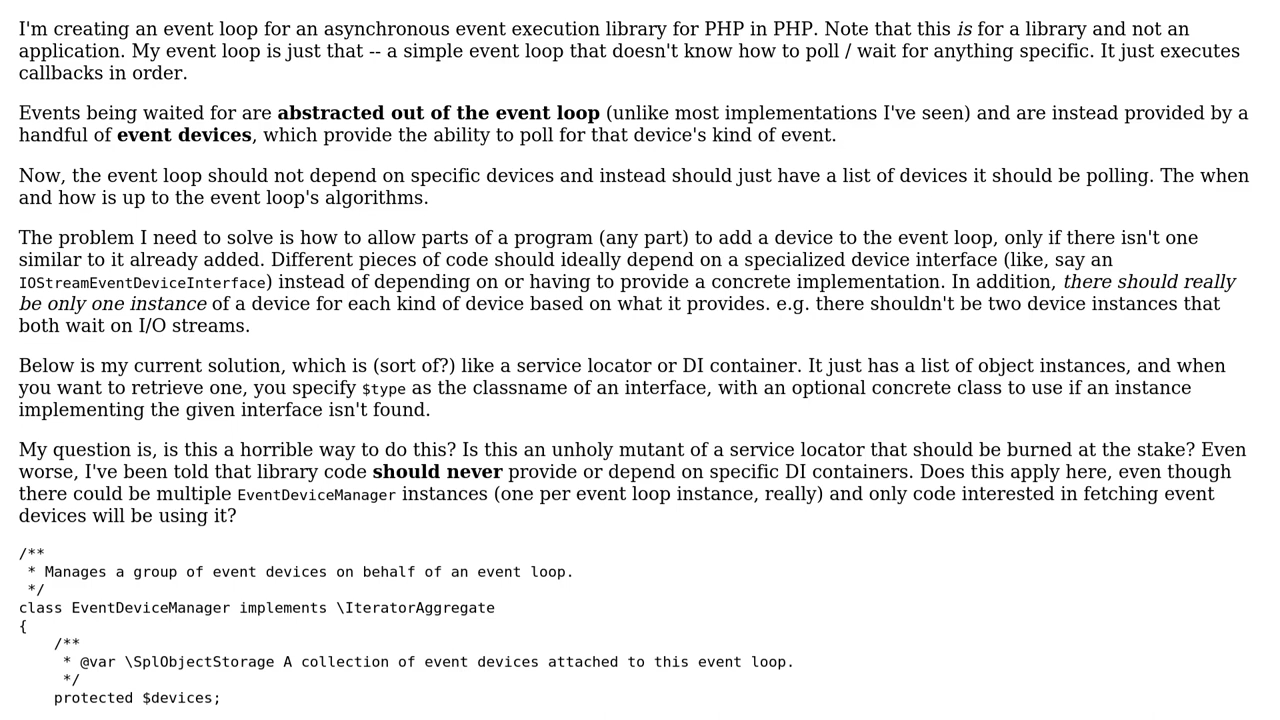 I'm creating an event loop for an asynchronous event execution library for PHP in PHP. Note that this is for a library and not an
application. My event loop is just that -- a simple event loop that doesn't know how to poll / wait for anything specific. It just executes
callbacks in order.
Events being waited for are abstracted out of the event loop (unlike most implementations I've seen) and are instead provided by a
handful of event devices, which provide the ability to poll for that device's kind of event.
Now, the event loop should not depend on specific devices and instead should just have a list of devices it should be polling. The when
and how is up to the event loop's algorithms.
The problem I need to solve is how to allow parts of a program (any part) to add a device to the event loop, only if there isn't one
similar to it already added. Different pieces of code should ideally depend on a specialized device interface (like, say an
IOStreamEventDeviceInterface) instead of depending on or having to provide a concrete implementation. In addition, there should really
be only one instance of a device for each kind of device based on what it provides. e.g. there shouldn't be two device instances that
both wait on I/O streams.
Below is my current solution, which is (sort of?) like a service locator or DI container. It just has a list of object instances, and when
you want to retrieve one, you specify $type as the classname of an interface, with an optional concrete class to use if an instance
implementing the given interface isn't found.
My question is, is this a horrible way to do this? Is this an unholy mutant of a service locator that should be burned at the stake? Even
worse, I've been told that library code should never provide or depend on specific DI containers. Does this apply here, even though
there could be multiple EventDeviceManager instances (one per event loop instance, really) and only code interested in fetching event
devices will be using it?
/**
 * Manages a group of event devices on behalf of an event loop.
 */
class EventDeviceManager implements \IteratorAggregate
{
    /**
     * @var \SplObjectStorage A collection of event devices attached to this event loop.
     */
    protected $devices;